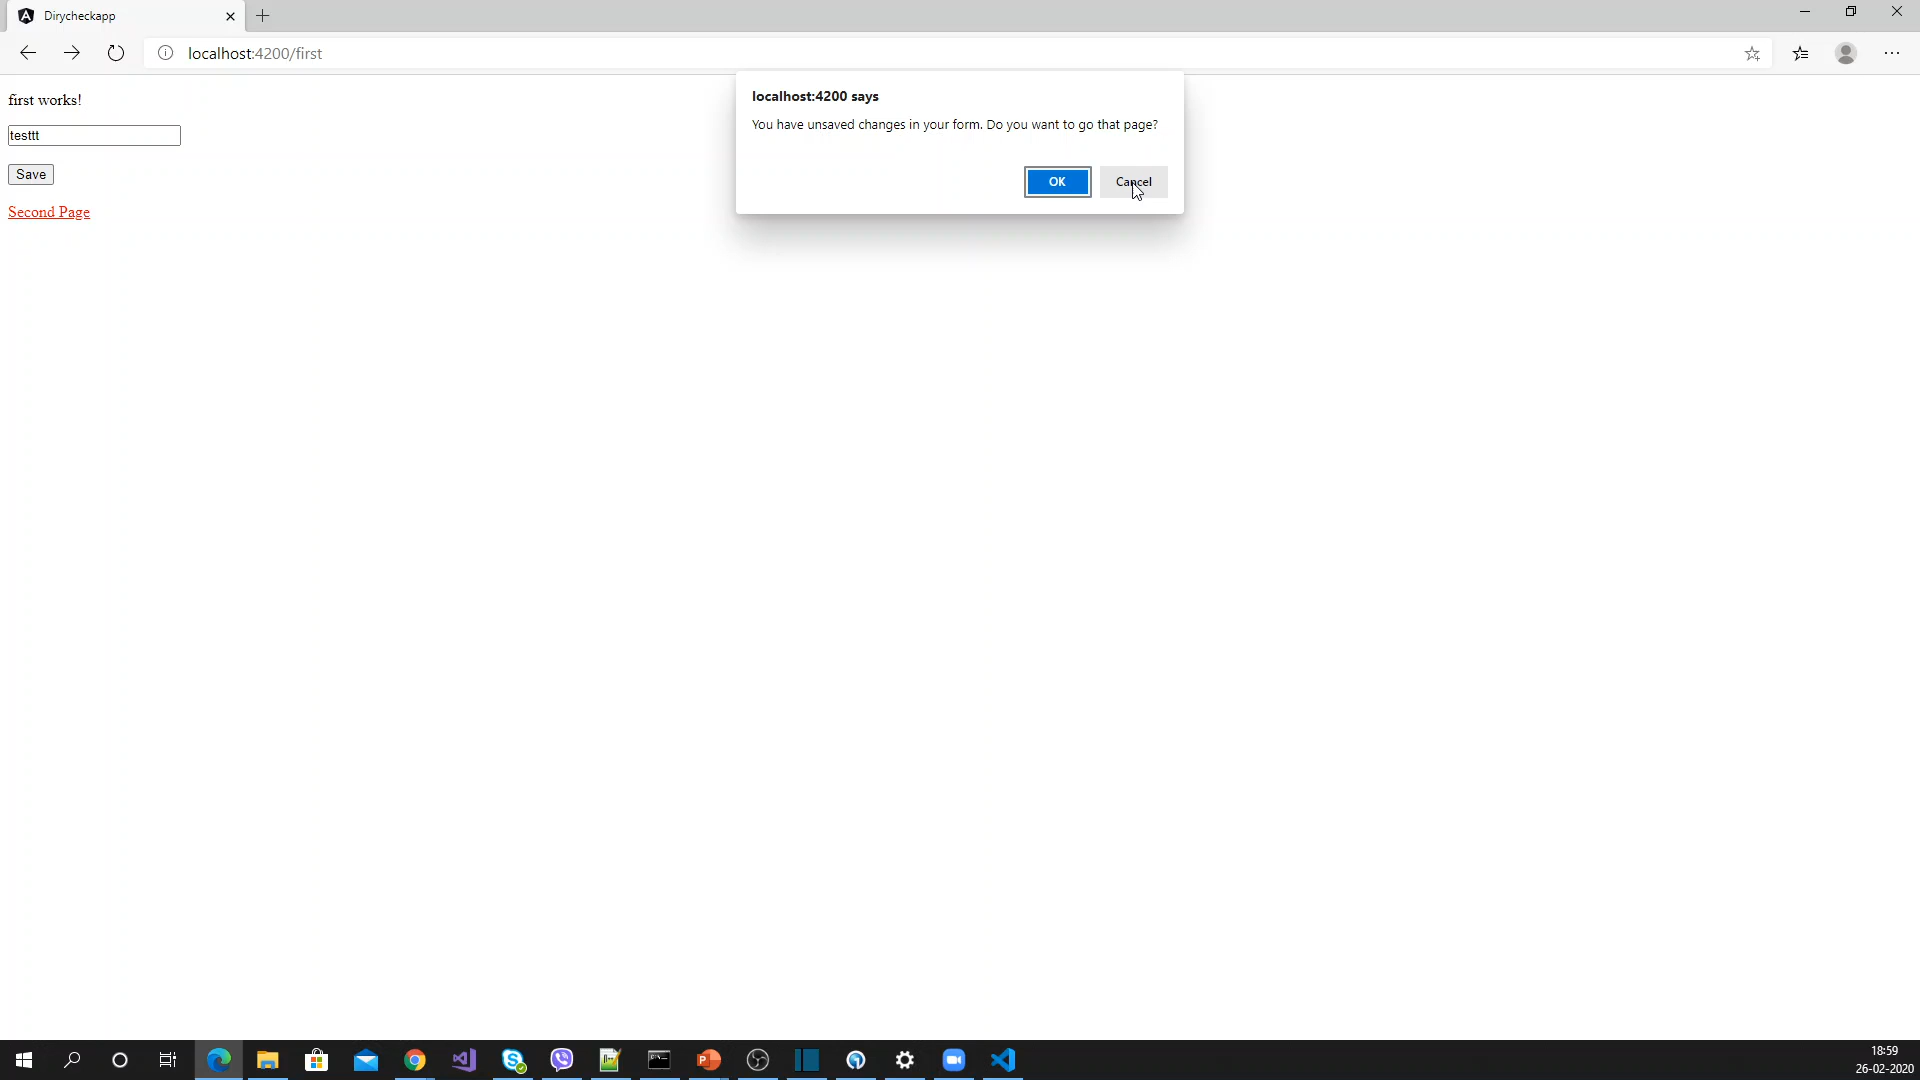 Dirycheckapp
localhost:4200/first
first works!
testtt
Save
Second Page
localhost:4200 says
You have unsaved changes in your form. Do you want to go that page?
OK
Cancel
18:59
26-02-2020